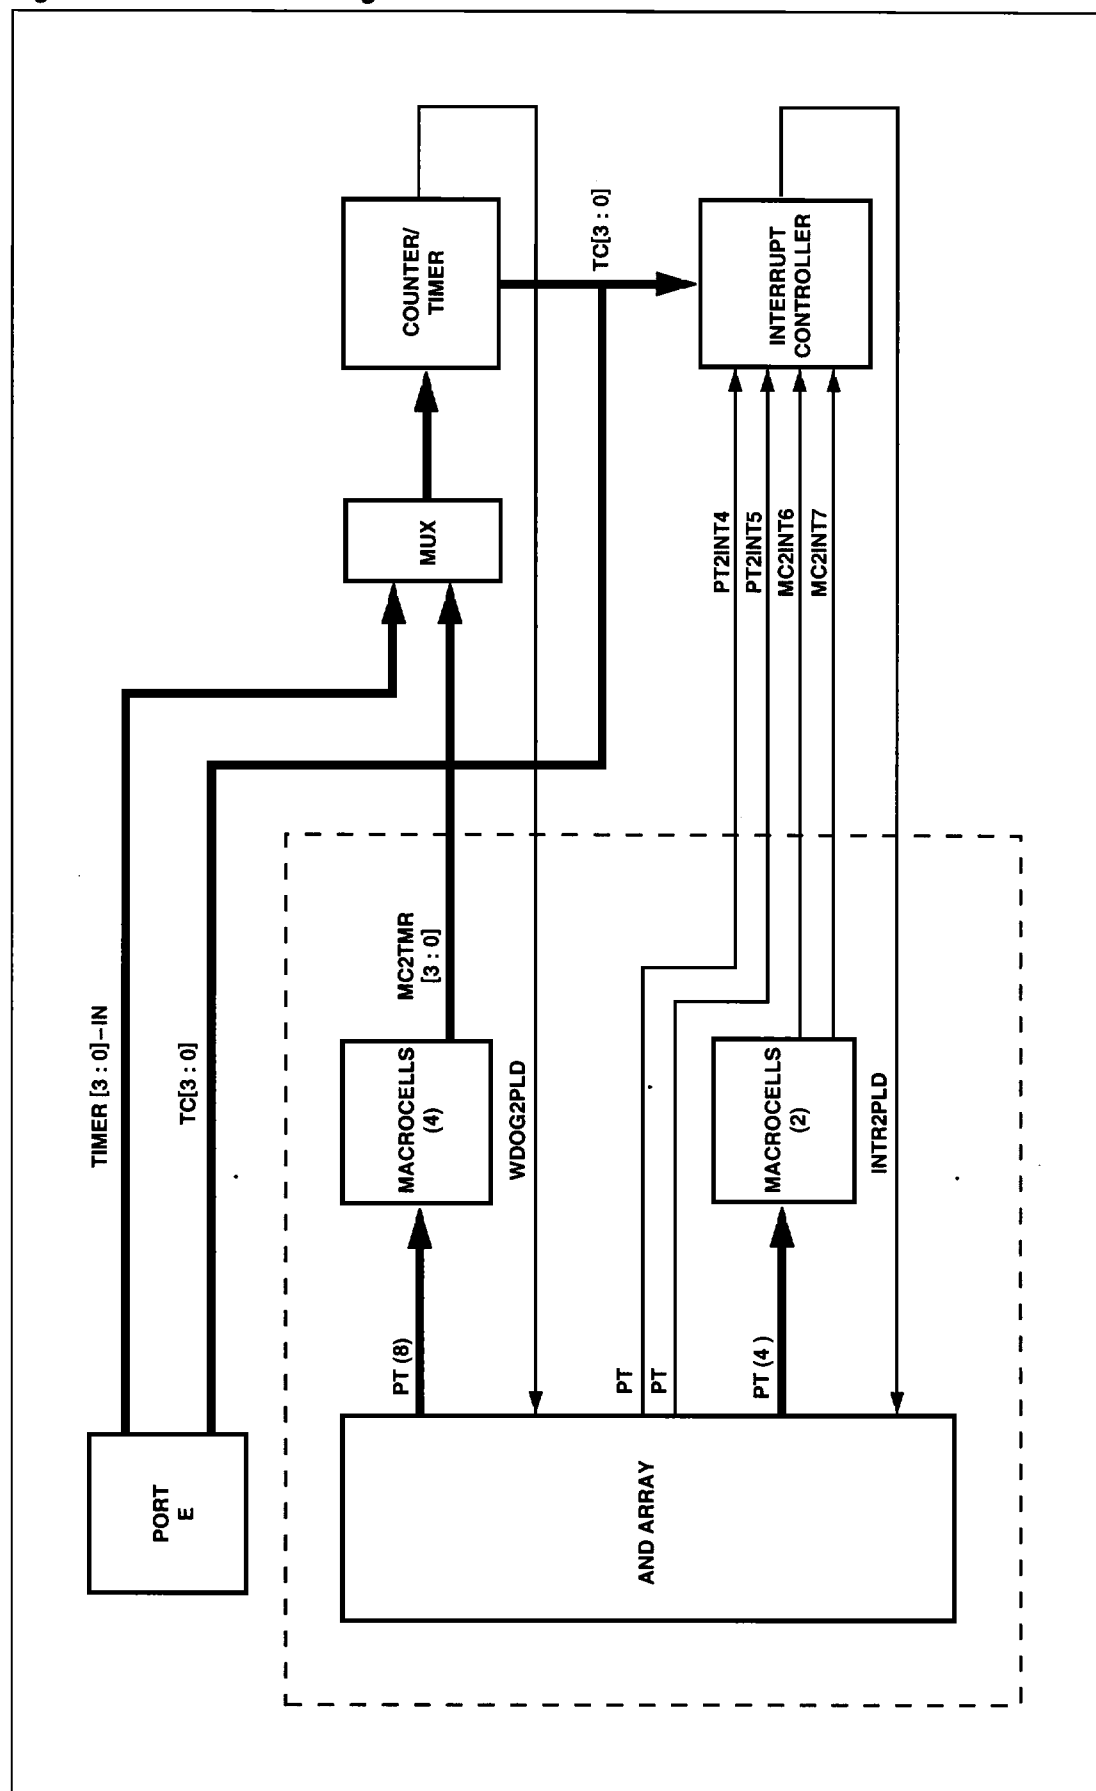 PORT
E
TIMER [3 : 0]–IN
TC[3 : 0]
AND ARRAY
PT (8)
MACROCELLS
(4)
MC2TMR
[3 : 0]
WDOG2PLD
MUX
COUNTER/
TIMER
TC[3 : 0]
PT
PT
PT (4 )
MACROCELLS
(2)
INTR2PLD
PT2INT4
PT2INT5
MC2INT6
MC2INT7
INTERRUPT
CONTROLLER